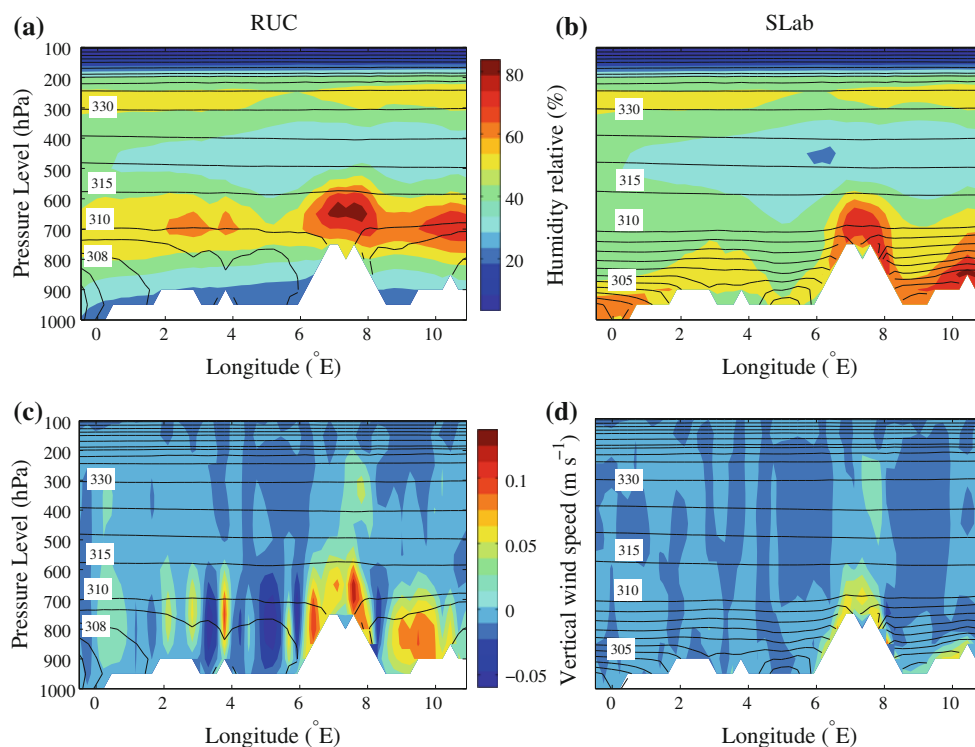 (a) RUC
(b) SLab
100
200
300
400
500
600
700
800
900
1000
Pressure Level (hPa)
330
315
310
308
0 2 4 6 8 10
Longitude (°E)
80
60
40
20
Humidity relative (%)
330
315
310
305
0 2 4 6 8 10
Longitude (°E)
(c)
(d)
100
200
300
400
500
600
700
800
900
1000
Pressure Level (hPa)
330
315
310
308
0 2 4 6 8 10
Longitude (°E)
0.1
0.05
0
−0.05
Vertical wind speed (m s⁻¹)
330
315
310
305
0 2 4 6 8 10
Longitude (°E)